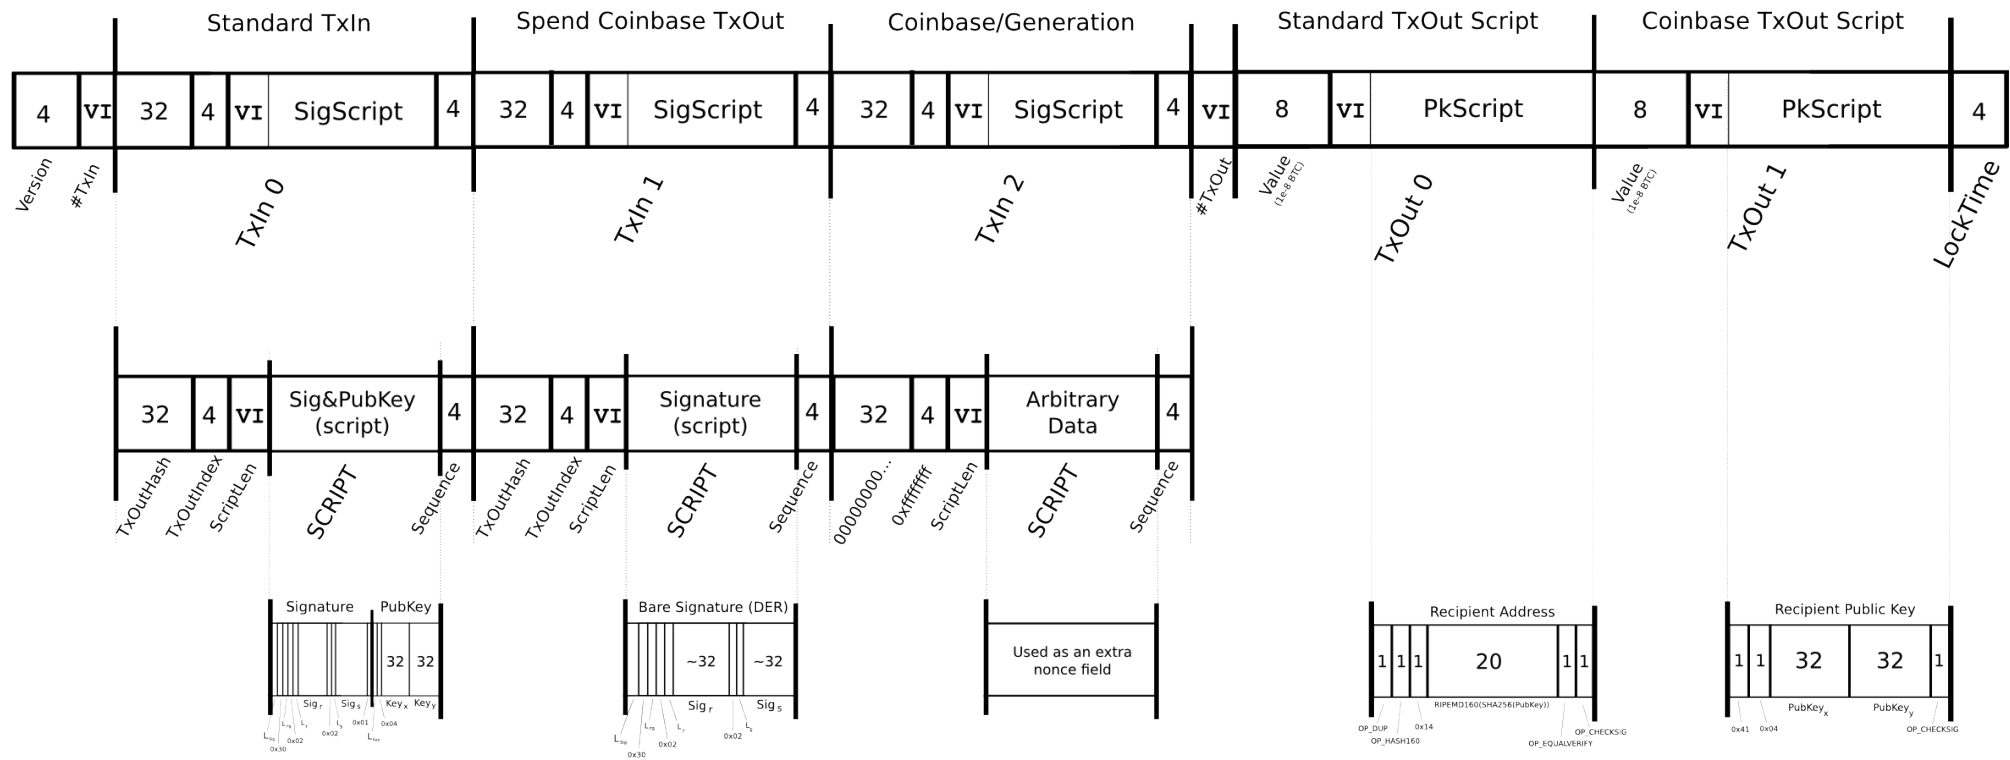 Standard TxIn
Spend Coinbase TxOut
Coinbase/Generation
Standard TxOut Script
Coinbase TxOut Script
4 VI 32 4 VI SigScript 4 32 4 VI SigScript 4 32 4 VI SigScript 4 VI 8 VI PkScript 8 VI PkScript 4
Version
#TxIn
TxIn 0
TxIn 1
TxIn 2
#TxOut
Value
(1e-8 BTC)
TxOut 0
Value
(1e-8 BTC)
TxOut 1
LockTime
32 4 VI
Sig&PubKey
(script)
4
32 4 VI
Signature
(script)
4
32 4 VI
Arbitrary
Data
4
TxOutHash
TxOutIndex
ScriptLen
SCRIPT
Sequence
TxOutHash
TxOutIndex
ScriptLen
SCRIPT
Sequence
00000000...
0xffffffff
ScriptLen
SCRIPT
Sequence
Signature PubKey
32 32
Sig r Sig s Key x Key y
L rs L r L s 0x01 0x04
0x02 0x02
0x30
Bare Signature (DER)
~32 ~32
Sig r Sig s
L sig L rs L r L s
0x02 0x02
0x30
Used as an extra
nonce field
Recipient Address
1 1 1 20 1 1
RIPEMD160(SHA256(PubKey))
OP_DUP
OP_HASH160
0x14
OP_EQUALVERIFY
OP_CHECKSIG
Recipient Public Key
1 1 32 32 1
PubKey x PubKey y
0x41 0x04 OP_CHECKSIG